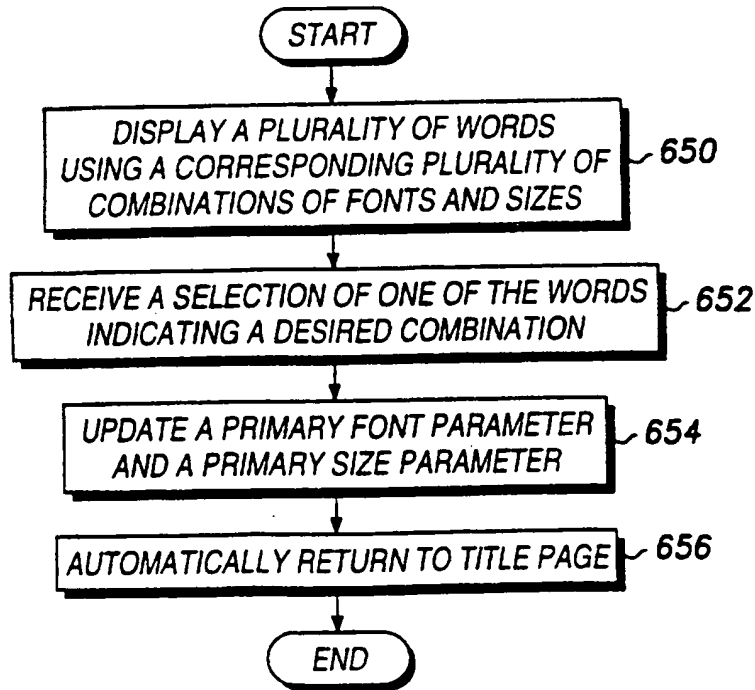 START
DISPLAY A PLURALITY OF WORDS
USING A CORRESPONDING PLURALITY OF
COMBINATIONS OF FONTS AND SIZES
650
RECEIVE A SELECTION OF ONE OF THE WORDS
INDICATING A DESIRED COMBINATION
652
UPDATE A PRIMARY FONT PARAMETER
AND A PRIMARY SIZE PARAMETER
654
AUTOMATICALLY RETURN TO TITLE PAGE
656
END